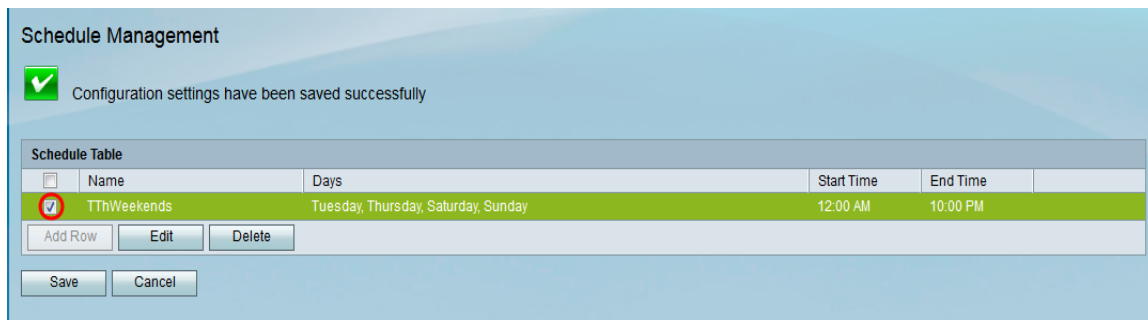 Schedule Management
Configuration settings have been saved successfully
Schedule Table
Name Days Start Time End Time
TThWeekends Tuesday, Thursday, Saturday, Sunday 12:00 AM 10:00 PM
Add Row Edit Delete
Save Cancel